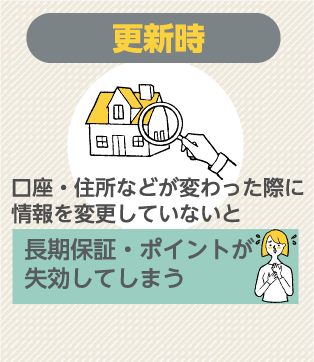 更新時
口座・住所などが変わった際に
情報を変更していないと
長期保証・ポイントが
失効してしまう